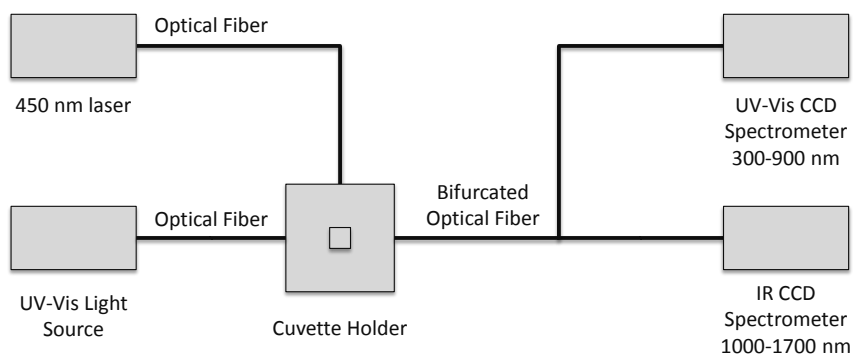 Optical Fiber
450 nm laser
UV-Vis CCD
Spectrometer
300-900 nm
Optical Fiber
Bifurcated
Optical Fiber
UV-Vis Light
Source
Cuvette Holder
IR CCD
Spectrometer
1000-1700 nm